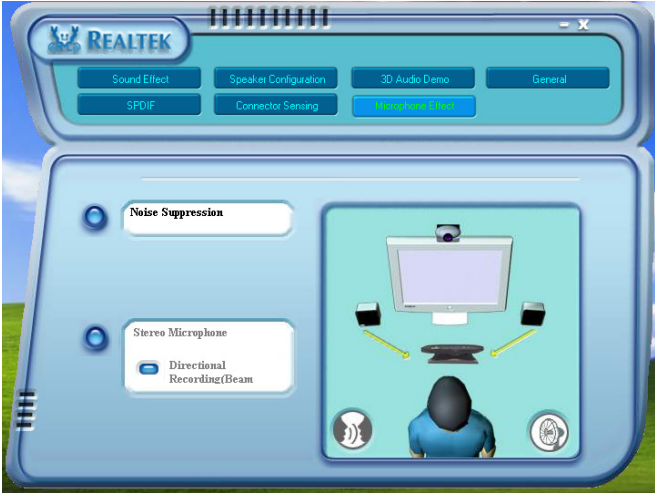 REALTEK
Sound Effect
Speaker Configuration
3D Audio Demo
General
SPDIF
Connector Sensing
Microphone Effect
Noise Suppression
Stereo Microphone
Directional
Recording(Beam